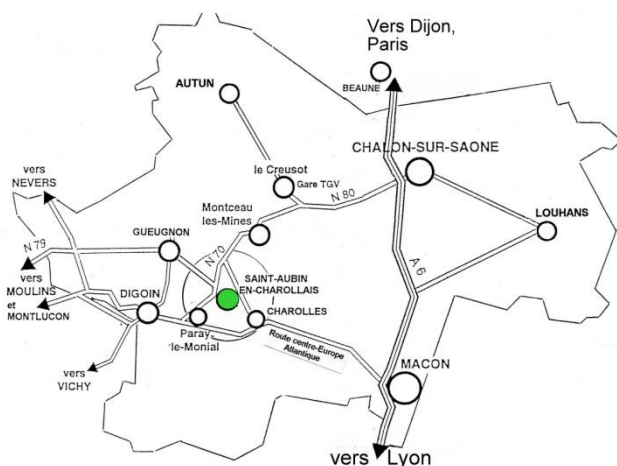 Vers Dijon,
Paris
BEAUNE
AUTUN
CHALON-SUR-SAONE
le Creusot
Gare TGV
vers
NEVERS
N 80
Montceau
les-Mines
LOUHANS
GUEUGNON
N 79
N 70
A 6
vers
MOULINS
et
MONTLUCON
SAINT-AUBIN
EN-CHAROLLAIS
DIGOIN
CHAROLLES
Paray
le-Monial
Route centre-Europe
Atlantique
MACON
vers
VICHY
vers Lyon